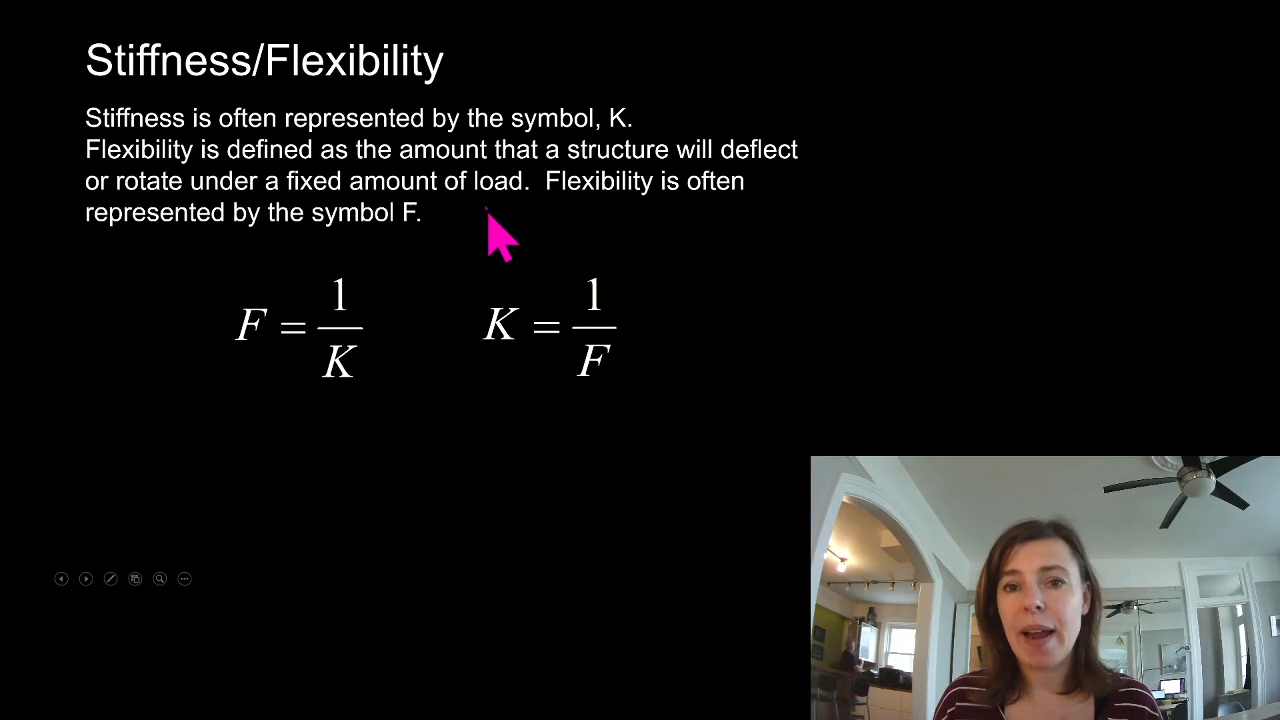 Stiffness/Flexibility
Stiffness is often represented by the symbol, K.
Flexibility is defined as the amount that a structure will deflect
or rotate under a fixed amount of load.  Flexibility is often
represented by the symbol F.
F = 1/K
K = 1/F